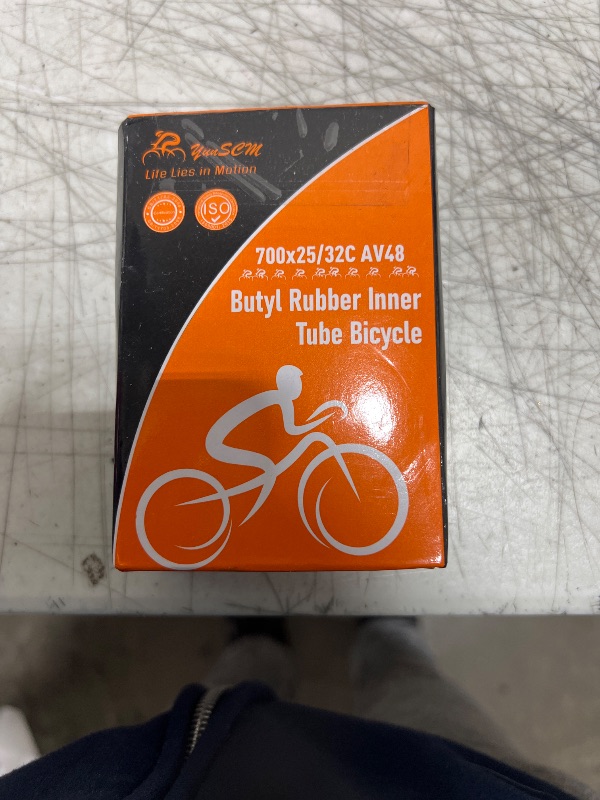 YunSCM
Life Lies in Motion
ISO
700x25/32C AV48
Butyl Rubber Inner
Tube Bicycle